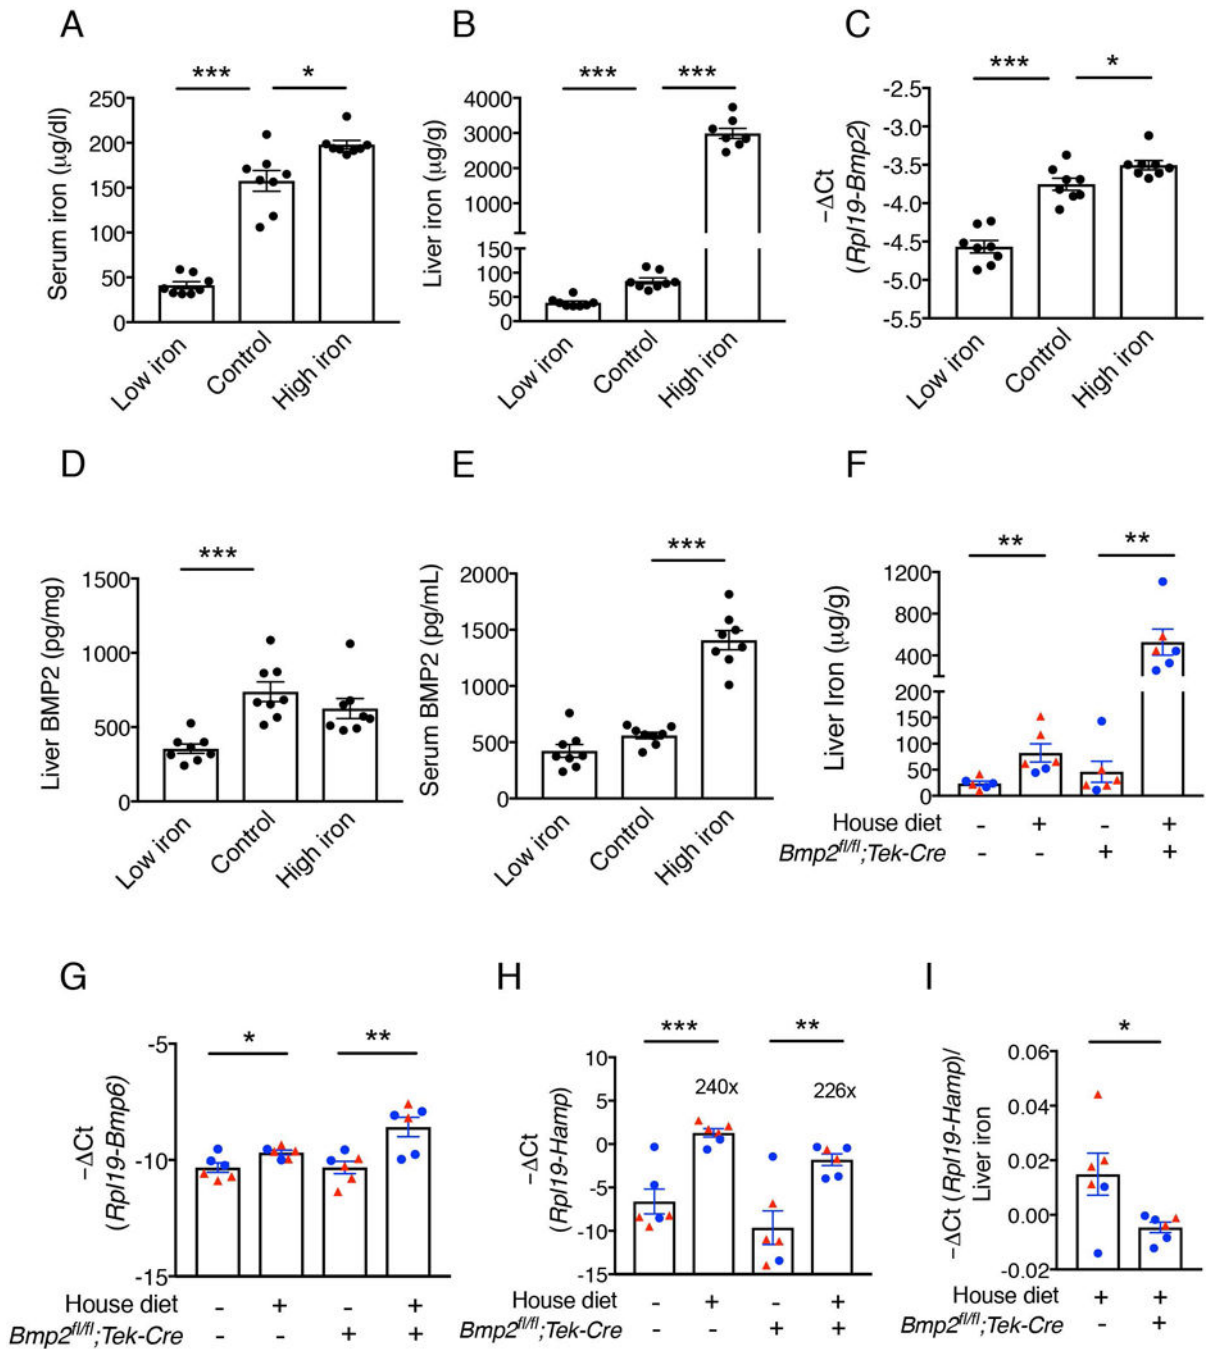 A
*** *
Serum iron (µg/dl)
250
200
150
100
50
0
Low iron
Control
High iron
B
*** ***
Liver iron (µg/g)
4000
3000
2000
1000
150
100
50
0
Low iron
Control
High iron
C
*** *
−ΔCt
(Rpl19-Bmp2)
-2.5
-3.0
-3.5
-4.0
-4.5
-5.0
-5.5
Low iron
Control
High iron
D
***
Liver BMP2 (pg/mg)
1500
1000
500
0
Low iron
Control
High iron
E
***
Serum BMP2 (pg/mL)
2000
1500
1000
500
0
Low iron
Control
High iron
F
** **
Liver Iron (µg/g)
1200
800
400
200
150
100
50
0
House diet - + - +
Bmp2fl/fl;Tek-Cre - - + +
G
* **
−ΔCt
(Rpl19-Bmp6)
-5
-10
-15
House diet - + - +
Bmp2fl/fl;Tek-Cre - - + +
H
*** **
240x 226x
−ΔCt
(Rpl19-Hamp)
10
5
0
-5
-10
-15
House diet - + - +
Bmp2fl/fl;Tek-Cre - - + +
I
*
−ΔCt (Rpl19-Hamp)/
Liver iron
0.06
0.04
0.02
0.00
-0.02
House diet + +
Bmp2fl/fl;Tek-Cre - +